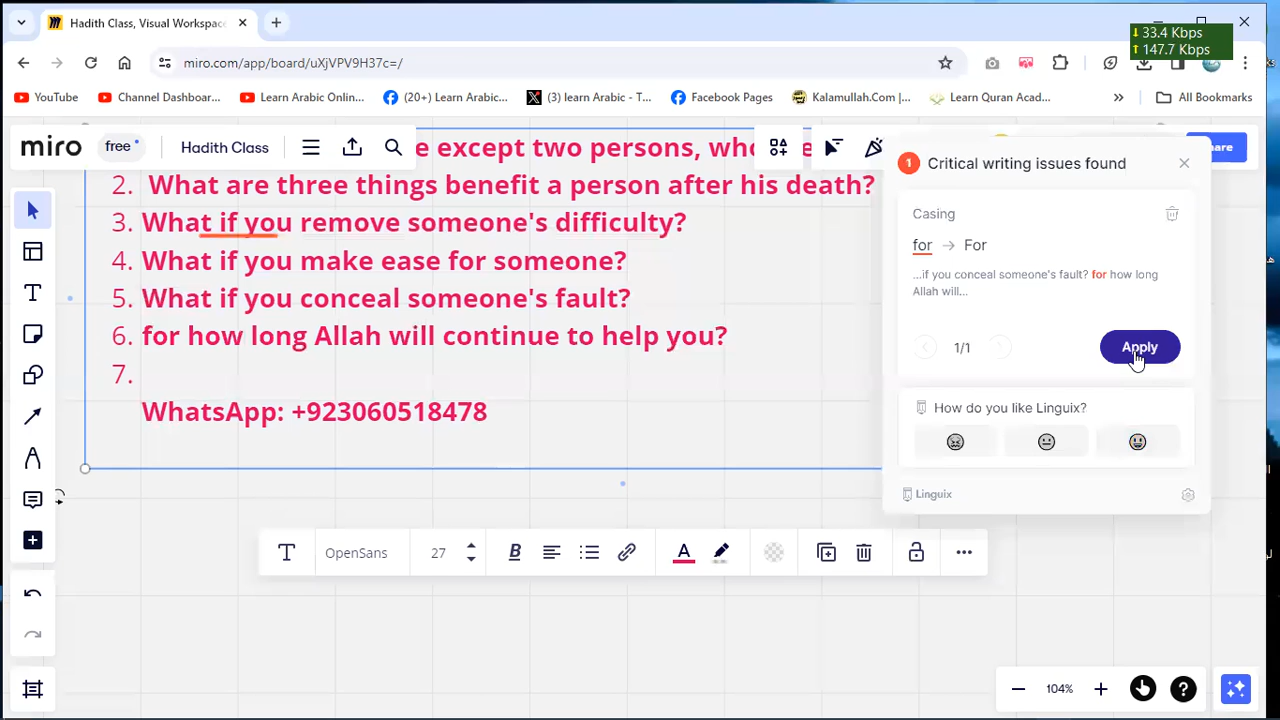 Hadith Class, Visual Workspace
33.4 Kbps
147.7 Kbps
miro.com/app/board/uXjVPV9H37c=/
YouTube
Channel Dashboar...
Learn Arabic Onlin...
(20+) Learn Arabic...
(3) learn Arabic - T...
Facebook Pages
Kalamullah.Com |...
Learn Quran Acad...
All Bookmarks
miro
free
Hadith Class
e except two persons, who
2. What are three things benefit a person after his death?
3. What if you remove someone's difficulty?
4. What if you make ease for someone?
5. What if you conceal someone's fault?
6. for how long Allah will continue to help you?
7.
WhatsApp: +923060518478
1 Critical writing issues found
Casing
for → For
...if you conceal someone's fault? for how long
Allah will...
1/1
Apply
How do you like Linguix?
Linguix
OpenSans
27
B
A
104%